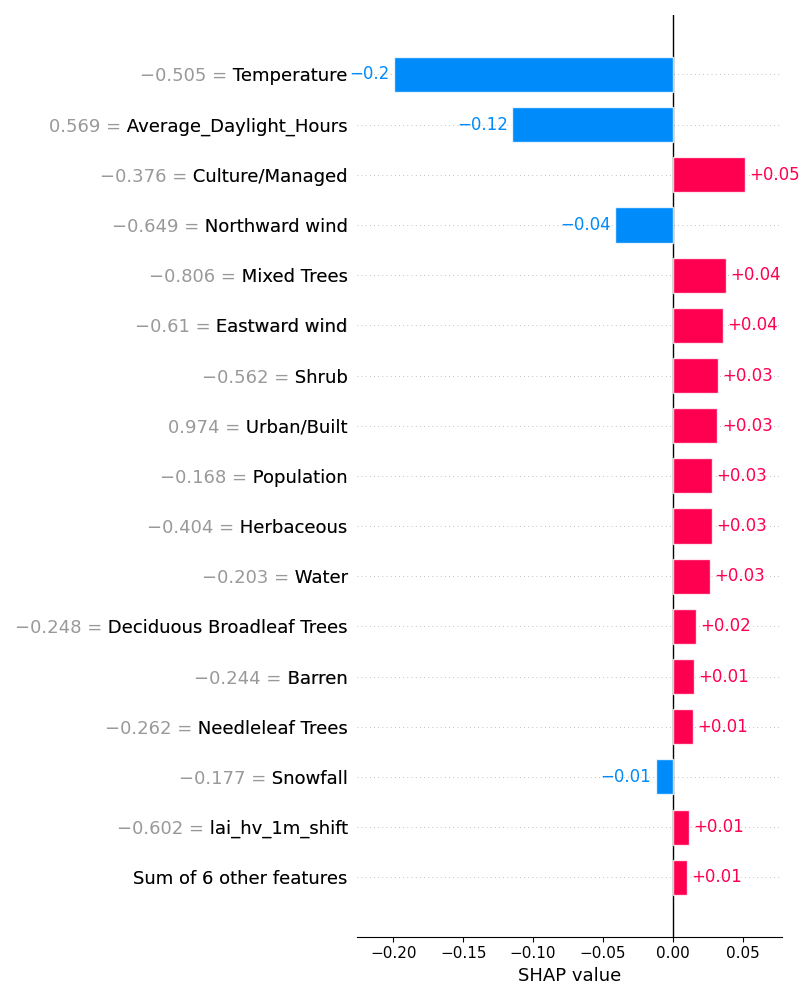 −0.505 = Temperature −0.2
0.569 = Average_Daylight_Hours −0.12
−0.376 = Culture/Managed +0.05
−0.649 = Northward wind −0.04
−0.806 = Mixed Trees +0.04
−0.61 = Eastward wind +0.04
−0.562 = Shrub +0.03
0.974 = Urban/Built +0.03
−0.168 = Population +0.03
−0.404 = Herbaceous +0.03
−0.203 = Water +0.03
−0.248 = Deciduous Broadleaf Trees +0.02
−0.244 = Barren +0.01
−0.262 = Needleleaf Trees +0.01
−0.177 = Snowfall −0.01
−0.602 = lai_hv_1m_shift +0.01
Sum of 6 other features +0.01
−0.20 −0.15 −0.10 −0.05 0.00 0.05
SHAP value